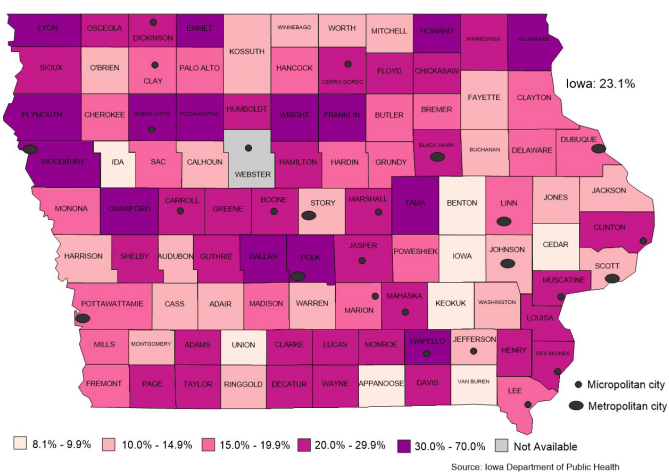 LYON OSCEOLA DICKINSON EMMET WINNEBAGO WORTH MITCHELL HOWARD WINNESHIEK ALLAMAKEE
KOSSUTH
SIOUX O'BRIEN CLAY PALO ALTO HANCOCK CERRO GORDO FLOYD CHICKASAW
Iowa: 23.1%
FAYETTE CLAYTON
PLYMOUTH CHEROKEE BUENA VISTA POCAHONTAS HUMBOLDT WRIGHT FRANKLIN BUTLER BREMER
WOODBURY IDA SAC CALHOUN WEBSTER HAMILTON HARDIN GRUNDY BLACK HAWK BUCHANAN DELAWARE DUBUQUE
MONONA CRAWFORD CARROLL GREENE BOONE STORY MARSHALL TAMA BENTON LINN JONES JACKSON
CLINTON
CEDAR
HARRISON SHELBY AUDUBON GUTHRIE DALLAS POLK JASPER POWESHIEK IOWA JOHNSON SCOTT
MUSCATINE
POTTAWATTAMIE CASS ADAIR MADISON WARREN MARION MAHASKA KEOKUK WASHINGTON
LOUISA
MILLS MONTGOMERY ADAMS UNION CLARKE LUCAS MONROE WAPELLO JEFFERSON HENRY DES MOINES
FREMONT PAGE TAYLOR RINGGOLD DECATUR WAYNE APPANOOSE DAVIS VAN BUREN LEE
Micropolitan city
Metropolitan city
8.1% - 9.9% 10.0% - 14.9% 15.0% - 19.9% 20.0% - 29.9% 30.0% - 70.0% Not Available
Source: Iowa Department of Public Health